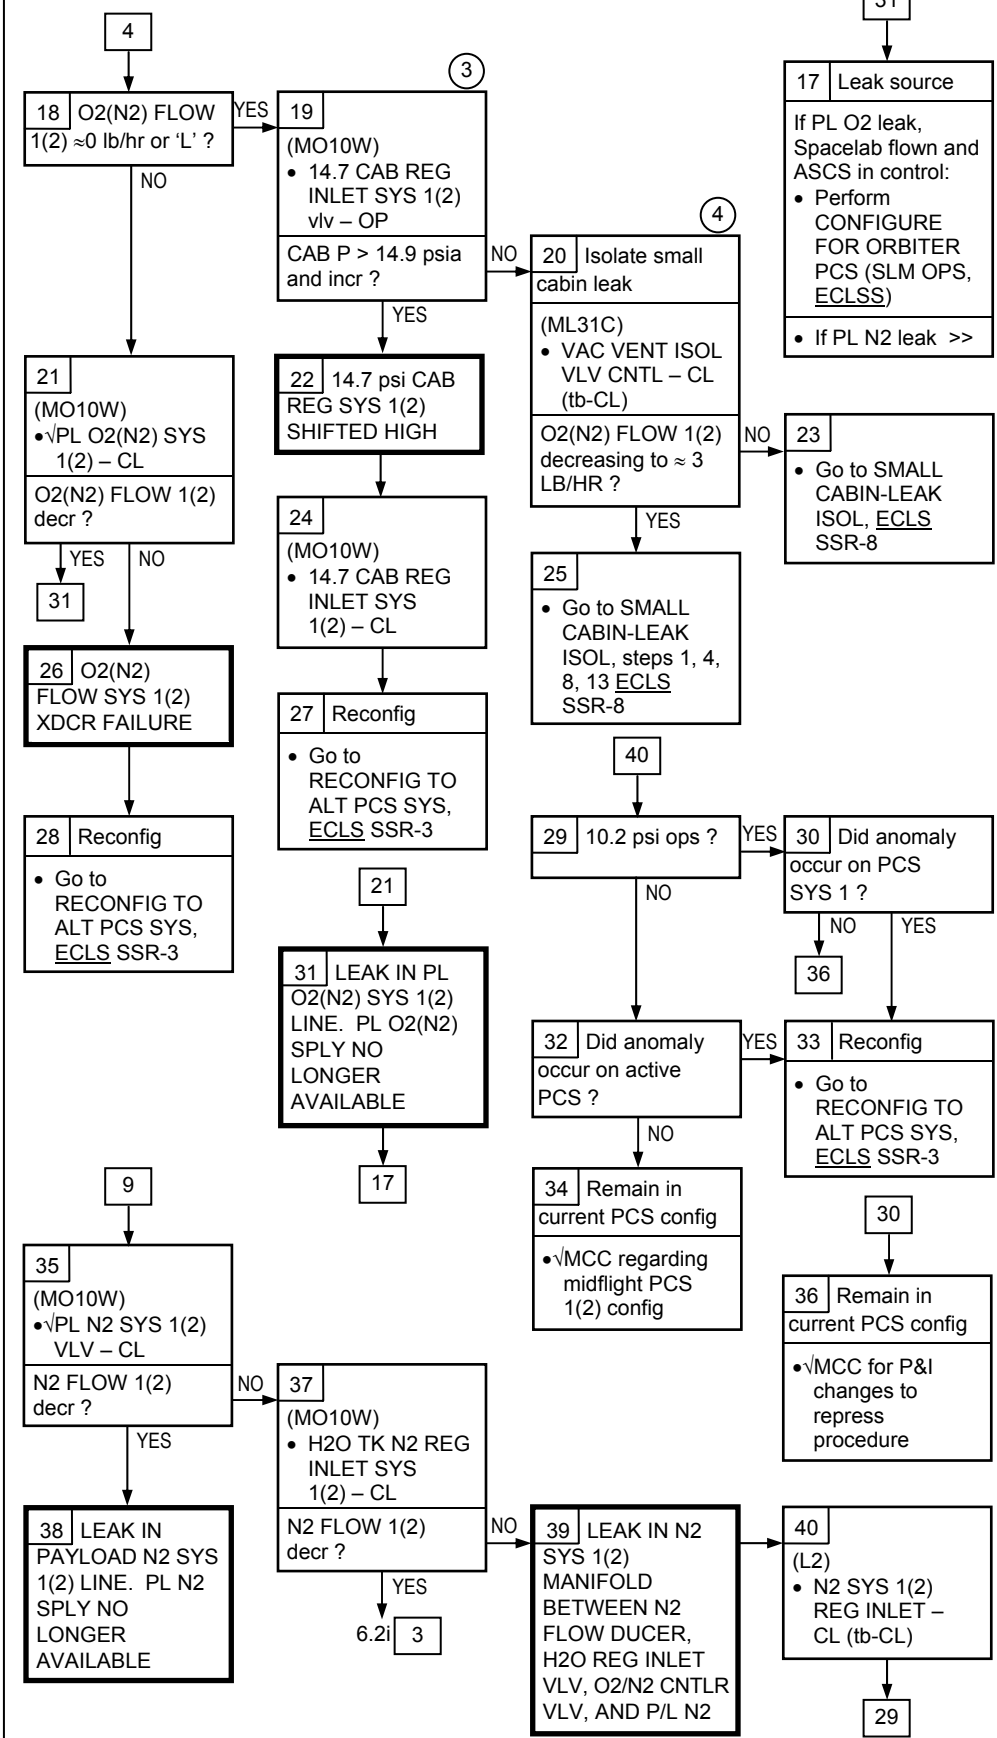 31
4
3
18 O2(N2) FLOW
1(2) ≈0 lb/hr or ‘L’ ?
YES
NO
19
(MO10W)
• 14.7 CAB REG
INLET SYS 1(2)
vlv – OP
CAB P > 14.9 psia
and incr ?
NO
YES
17 Leak source
If PL O2 leak,
Spacelab flown and
ASCS in control:
• Perform
CONFIGURE
FOR ORBITER
PCS (SLM OPS,
ECLSS)
• If PL N2 leak >>
4
20 Isolate small
cabin leak
(ML31C)
• VAC VENT ISOL
VLV CNTL – CL
(tb-CL)
O2(N2) FLOW 1(2)
decreasing to ≈ 3
LB/HR ?
NO
YES
21
(MO10W)
•√PL O2(N2) SYS
1(2) – CL
O2(N2) FLOW 1(2)
decr ?
YES
NO
31
22 14.7 psi CAB
REG SYS 1(2)
SHIFTED HIGH
23
• Go to SMALL
CABIN-LEAK
ISOL, ECLS
SSR-8
24
(MO10W)
• 14.7 CAB REG
INLET SYS
1(2) – CL
25
• Go to SMALL
CABIN-LEAK
ISOL, steps 1, 4,
8, 13 ECLS
SSR-8
26 O2(N2)
FLOW SYS 1(2)
XDCR FAILURE
27 Reconfig
• Go to
RECONFIG TO
ALT PCS SYS,
ECLS SSR-3
28 Reconfig
• Go to
RECONFIG TO
ALT PCS SYS,
ECLS SSR-3
40
29 10.2 psi ops ?
YES
NO
30 Did anomaly
occur on PCS
SYS 1 ?
NO
YES
36
21
31 LEAK IN PL
O2(N2) SYS 1(2)
LINE. PL O2(N2)
SPLY NO
LONGER
AVAILABLE
17
32 Did anomaly
occur on active
PCS ?
YES
NO
33 Reconfig
• Go to
RECONFIG TO
ALT PCS SYS,
ECLS SSR-3
34 Remain in
current PCS config
•√MCC regarding
midflight PCS
1(2) config
9
35
(MO10W)
•√PL N2 SYS 1(2)
VLV – CL
N2 FLOW 1(2)
decr ?
NO
YES
30
36 Remain in
current PCS config
•√MCC for P&I
changes to
repress
procedure
37
(MO10W)
• H2O TK N2 REG
INLET SYS
1(2) – CL
N2 FLOW 1(2)
decr ?
NO
YES
6.2i 3
38 LEAK IN
PAYLOAD N2 SYS
1(2) LINE. PL N2
SPLY NO
LONGER
AVAILABLE
39 LEAK IN N2
SYS 1(2)
MANIFOLD
BETWEEN N2
FLOW DUCER,
H2O REG INLET
VLV, O2/N2 CNTLR
VLV, AND P/L N2
40
(L2)
• N2 SYS 1(2)
REG INLET –
CL (tb-CL)
29